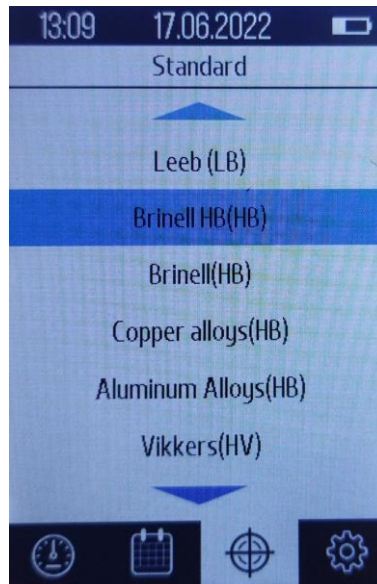 13:09 17.06.2022
Standard
Leeb (LB)
Brinell HB(HB)
Brinell(HB)
Copper alloys(HB)
Aluminum Alloys(HB)
Vikkers(HV)